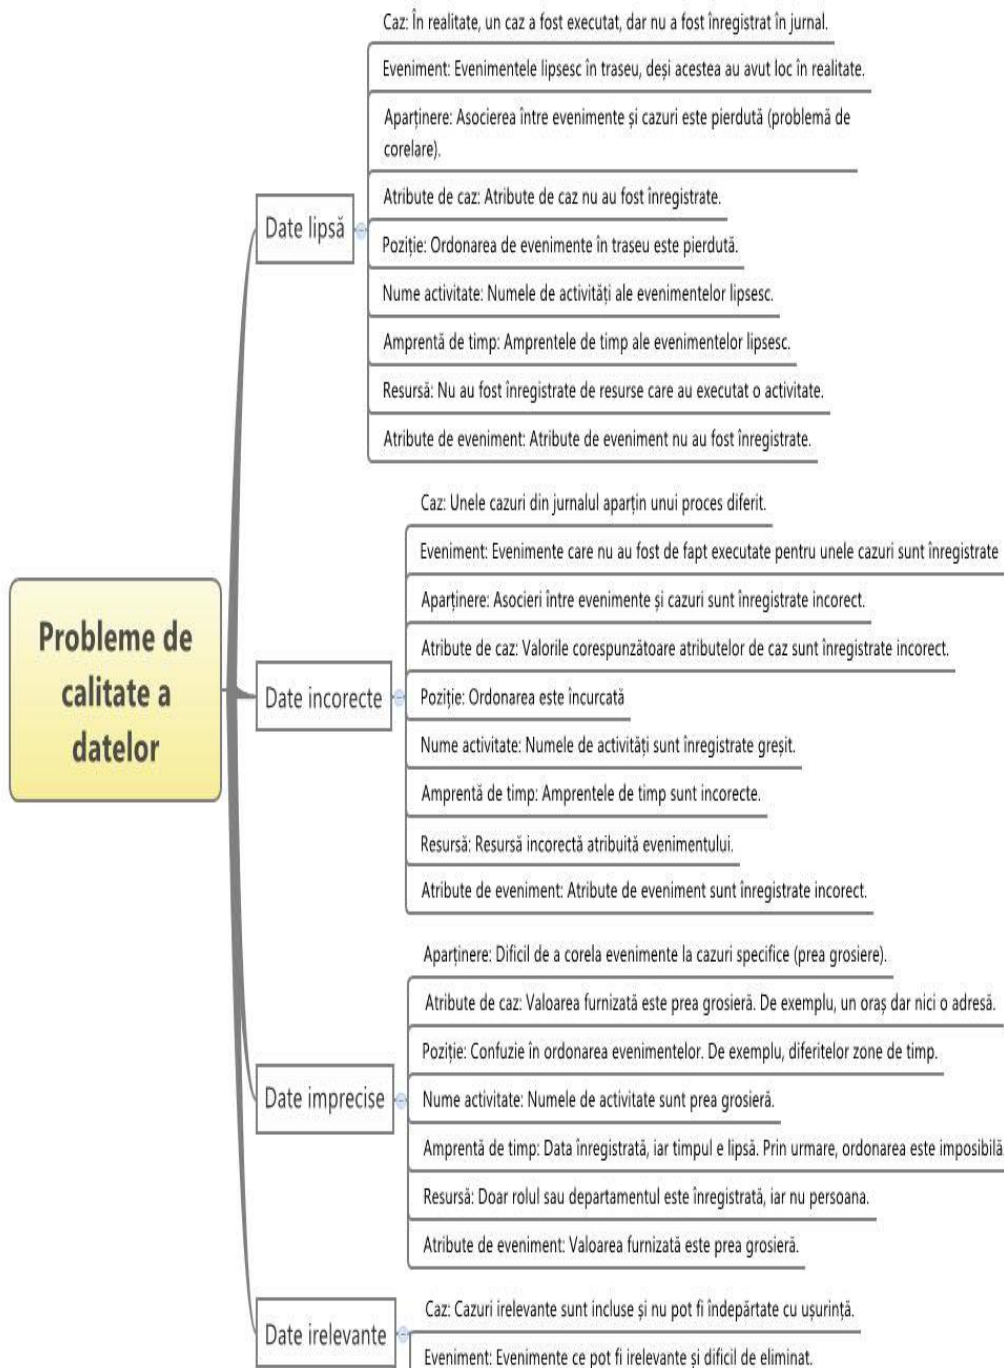 Probleme de
calitate a
datelor
Date lipsă
Caz: În realitate, un caz a fost executat, dar nu a fost înregistrat în jurnal.
Eveniment: Evenimentele lipsesc în traseu, deși acestea au avut loc în realitate.
Aparținere: Asocierea între evenimente și cazuri este pierdută (problemă de
corelare).
Atribute de caz: Atribute de caz nu au fost înregistrate.
Poziție: Ordonarea de evenimente în traseu este pierdută.
Nume activitate: Numele de activități ale evenimentelor lipsesc.
Amprentă de timp: Amprentele de timp ale evenimentelor lipsesc.
Resursă: Nu au fost înregistrate de resurse care au executat o activitate.
Atribute de eveniment: Atribute de eveniment nu au fost înregistrate.
Date incorecte
Caz: Unele cazuri din jurnalul aparțin unui proces diferit.
Eveniment: Evenimente care nu au fost de fapt executate pentru unele cazuri sunt înregistrate
Aparținere: Asocieri între evenimente și cazuri sunt înregistrate incorect.
Atribute de caz: Valorile corespunzătoare atributelor de caz sunt înregistrate incorect.
Poziție: Ordonarea este încurcată
Nume activitate: Numele de activități sunt înregistrate greșit.
Amprentă de timp: Amprentele de timp sunt incorecte.
Resursă: Resursă incorectă atribuită evenimentului.
Atribute de eveniment: Atribute de eveniment sunt înregistrate incorect.
Date imprecise
Aparținere: Dificil de a corela evenimente la cazuri specifice (prea grosiere).
Atribute de caz: Valoarea furnizată este prea grosieră. De exemplu, un oraș dar nici o adresă.
Poziție: Confuzie în ordonarea evenimentelor. De exemplu, diferitelor zone de timp.
Nume activitate: Numele de activitate sunt prea grosieră.
Amprentă de timp: Data înregistrată, iar timpul e lipsă. Prin urmare, ordonarea este imposibilă.
Resursă: Doar rolul sau departamentul este înregistrată, iar nu persoana.
Atribute de eveniment: Valoarea furnizată este prea grosieră.
Date irelevante
Caz: Cazuri irelevante sunt incluse și nu pot fi îndepărtate cu ușurință.
Eveniment: Evenimente ce pot fi irelevante și dificil de eliminat.